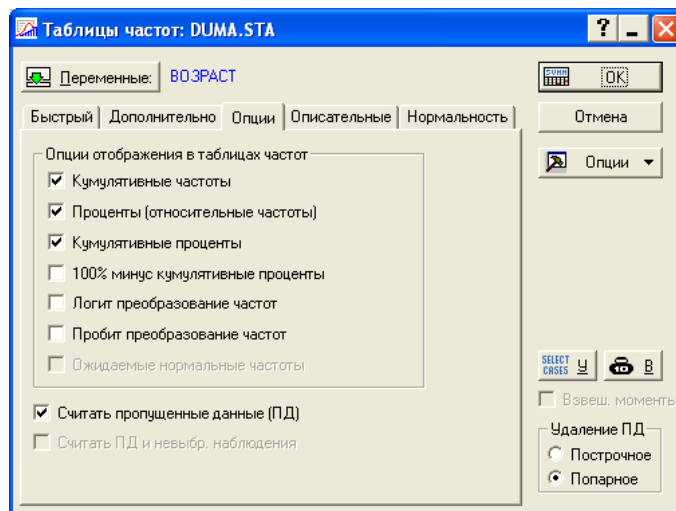 Таблицы частот: DUMA.STA
?
Переменные: ВОЗРАСТ
SUMM OK
Быстрый Дополнительно Опции Описательные Нормальность
Отмена
Опции отображения в таблицах частот
Опции
Кумулятивные частоты
Проценты (относительные частоты)
Кумулятивные проценты
100% минус кумулятивные проценты
Логит преобразование частот
Пробит преобразование частот
Ожидаемые нормальные частоты
SELECT CASES У 10 В
Взвеш. моменты
Считать пропущенные данные (ПД)
Считать ПД и невыбр. наблюдения
Удаление ПД
Построчное
Попарное